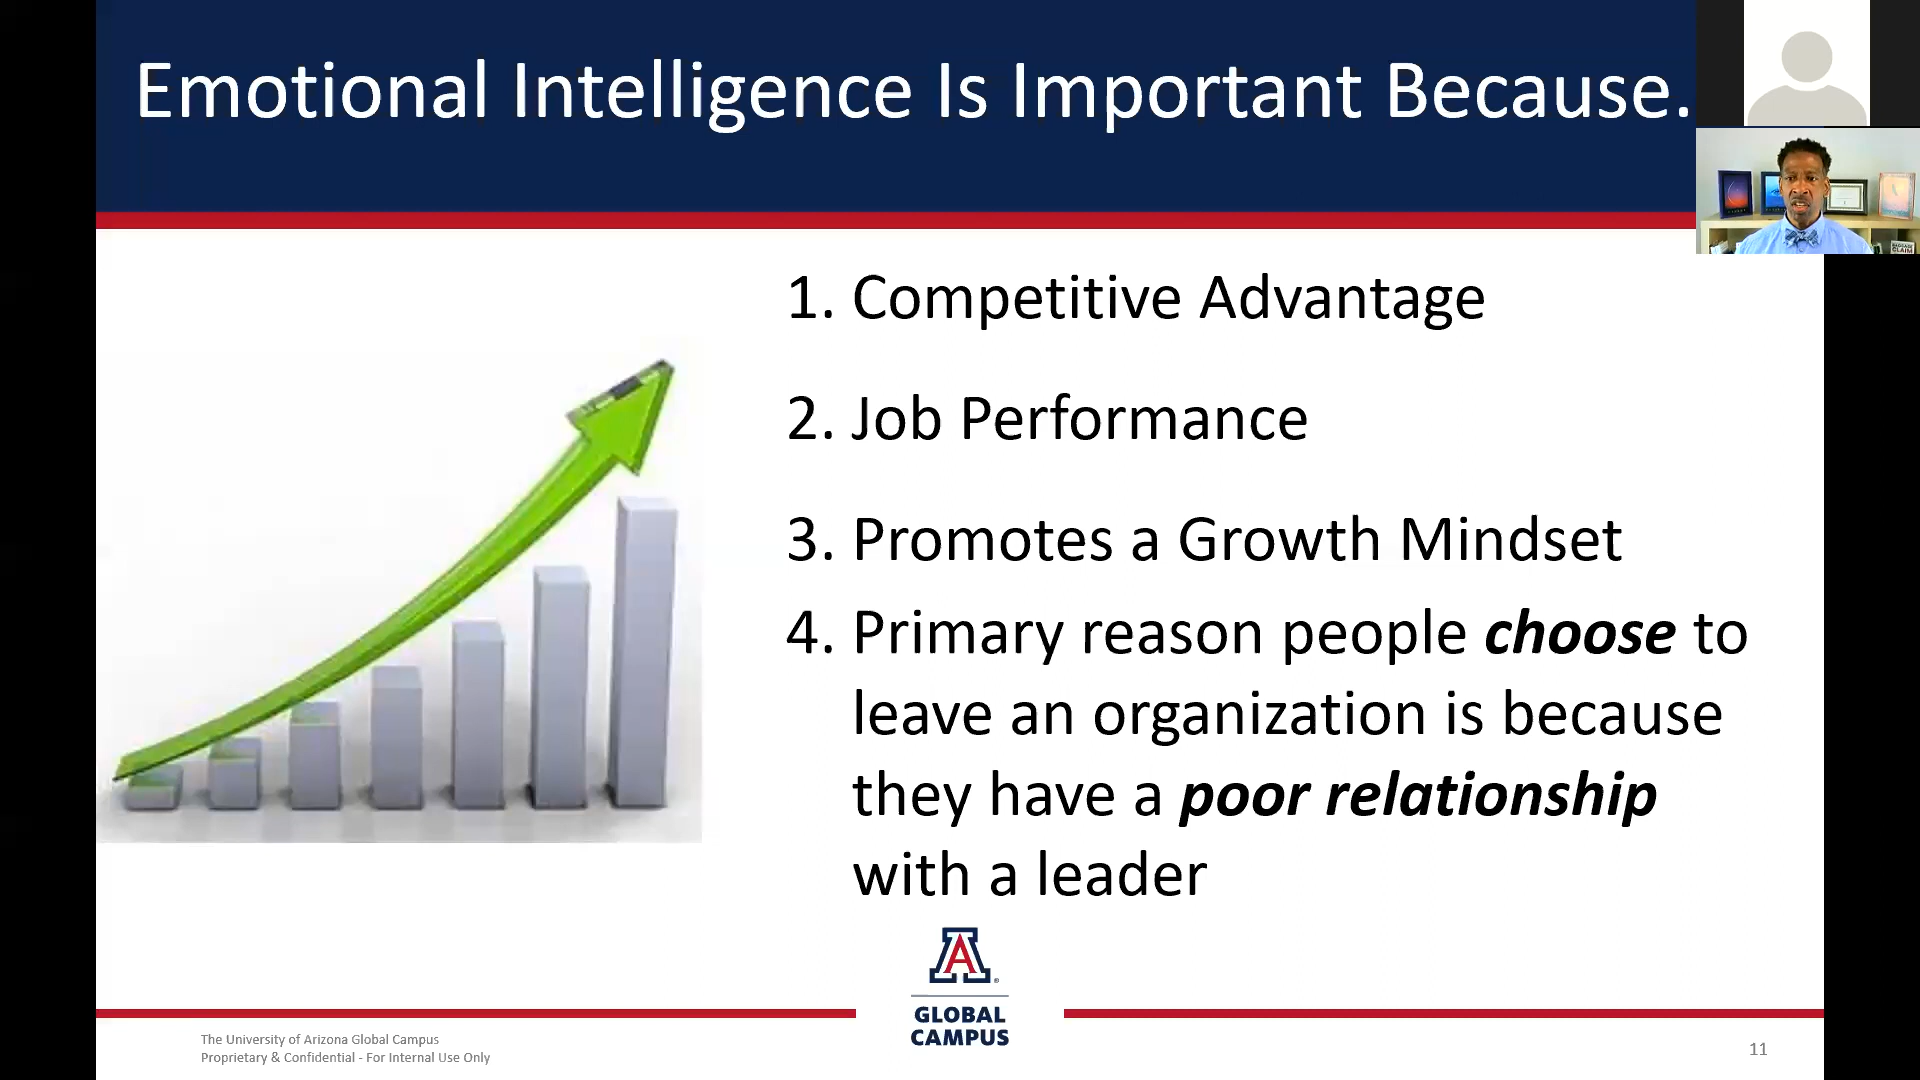 Emotional Intelligence Is Important Because.
1. Competitive Advantage
2. Job Performance
3. Promotes a Growth Mindset
4. Primary reason people choose to
leave an organization is because
they have a poor relationship
with a leader
A
GLOBAL
CAMPUS
The University of Arizona Global Campus
Proprietary & Confidential - For Internal Use Only
11
BAGGAGE
CLAIM